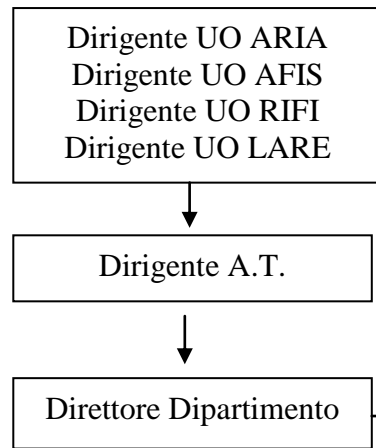 Dirigente UO ARIA
Dirigente UO AFIS
Dirigente UO RIFI
Dirigente UO LARE
Dirigente A.T.
Direttore Dipartimento